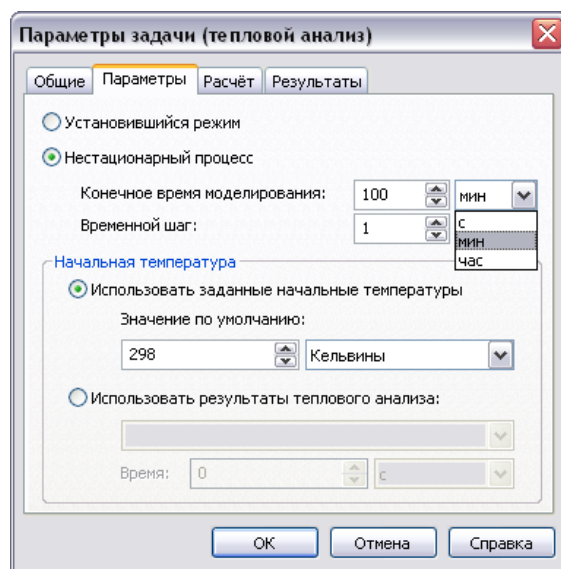 Параметры задачи (тепловой анализ)
Общие Параметры Расчёт Результаты
Установившийся режим
Нестационарный процесс
Конечное время моделирования: 100 мин
Временной шаг: 1
с
мин
час
Начальная температура
Использовать заданные начальные температуры
Значение по умолчанию:
298 Кельвины
Использовать результаты теплового анализа:
Время: 0 с
ОК Отмена Справка